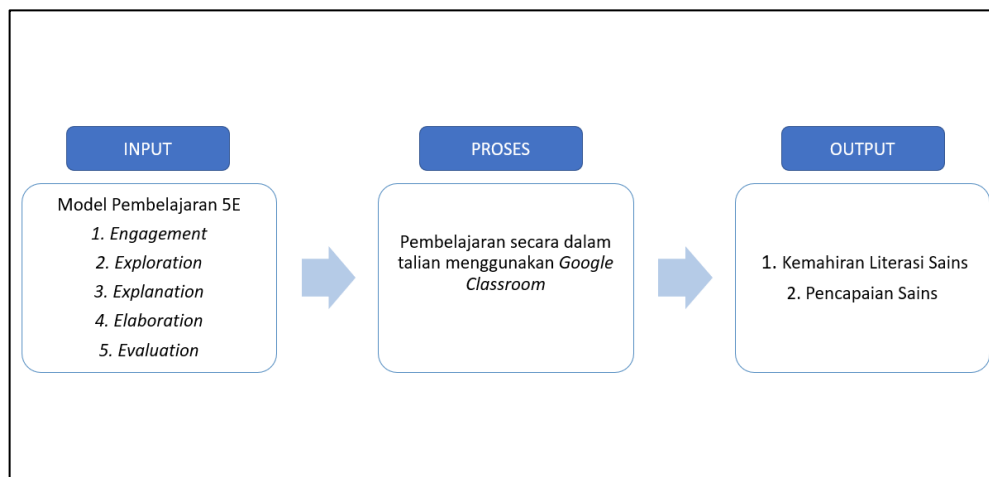 INPUT
Model Pembelajaran 5E
1. Engagement
2. Exploration
3. Explanation
4. Elaboration
5. Evaluation
PROSES
Pembelajaran secara dalam
talian menggunakan Google
Classroom
OUTPUT
1. Kemahiran Literasi Sains
2. Pencapaian Sains